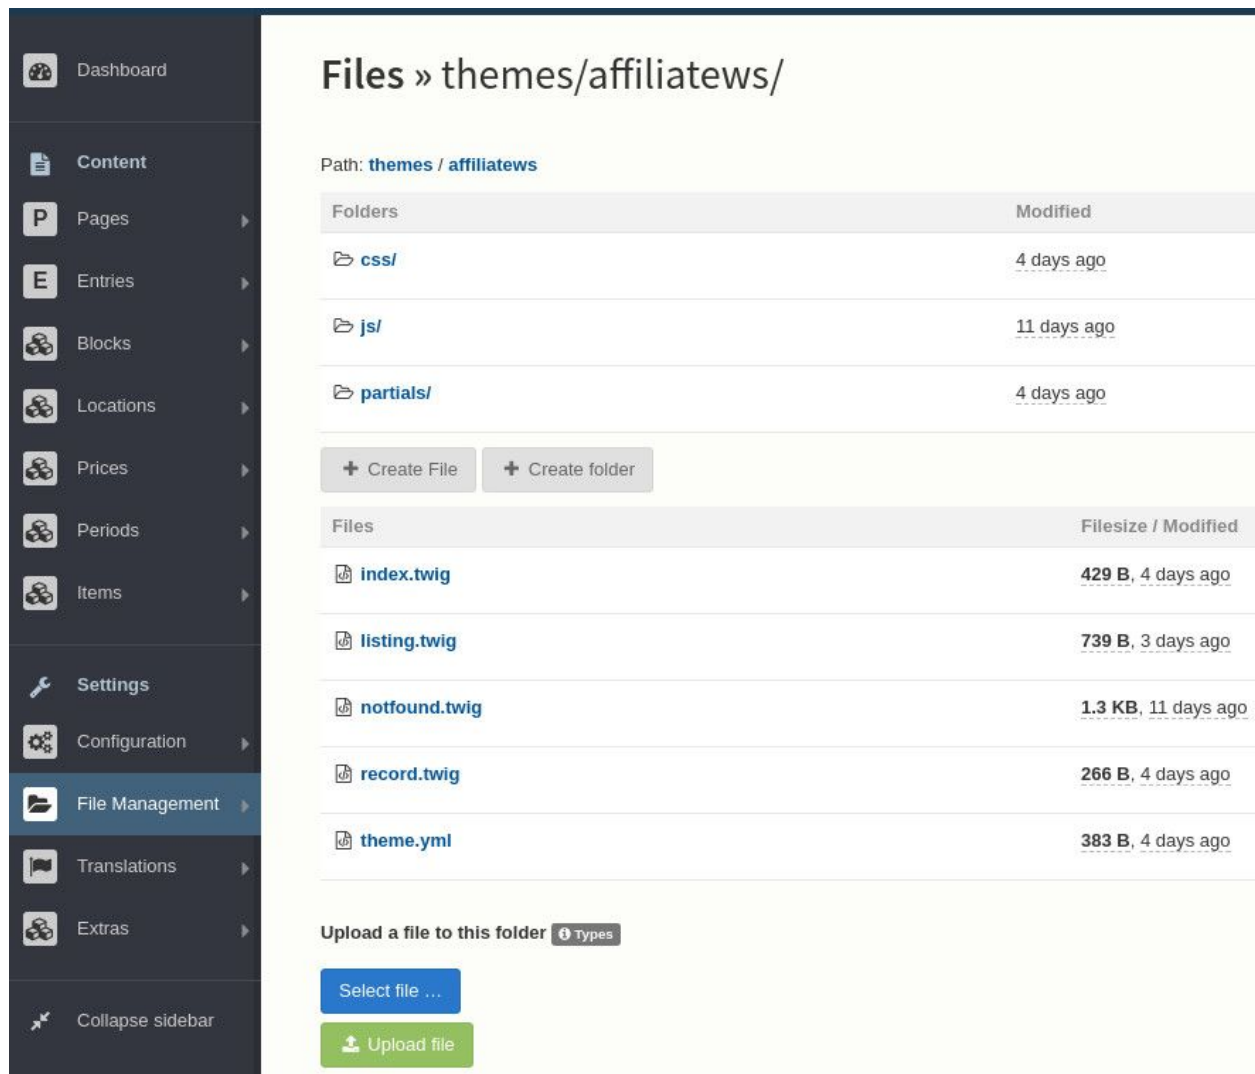 Dashboard
Content
P Pages
E Entries
Blocks
Locations
Prices
Periods
Items
Settings
Configuration
File Management
Translations
Extras
Collapse sidebar
Files » themes/affiliatews/
Path: themes / affiliatews
Folders Modified
css/ 4 days ago
js/ 11 days ago
partials/ 4 days ago
+ Create File + Create folder
Files Filesize / Modified
index.twig 429 B, 4 days ago
listing.twig 739 B, 3 days ago
notfound.twig 1.3 KB, 11 days ago
record.twig 266 B, 4 days ago
theme.yml 383 B, 4 days ago
Upload a file to this folder Types
Select file …
Upload file